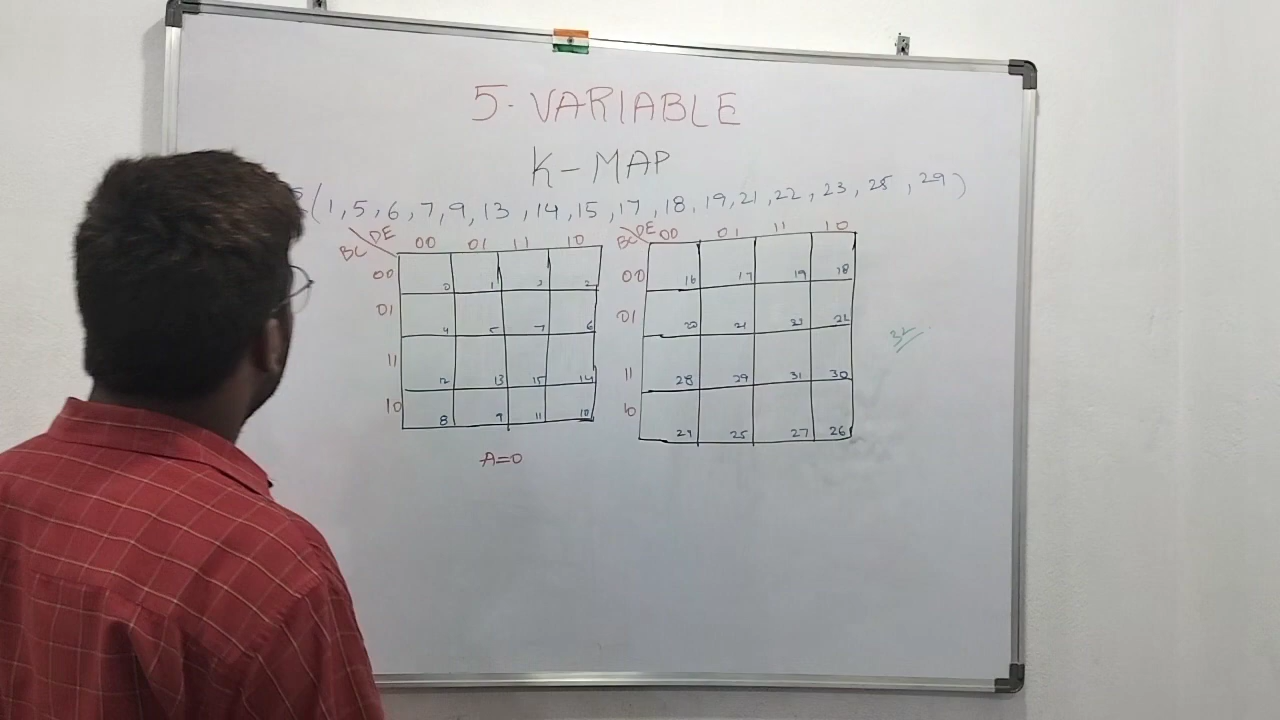 5-VARIABLE
K-MAP
(1,5,6,7,9,13,14,15,17,18,19,21,22,23,25,29)
BC DE 00 01 11 10
00 0 1 3 2
01 4 5 7 6
11 12 13 15 14
10 8 9 11 10
A=0
BC DE 00 01 11 10
00 16 17 19 18
01 20 21 23 22
11 28 29 31 30
10 24 25 27 26
32